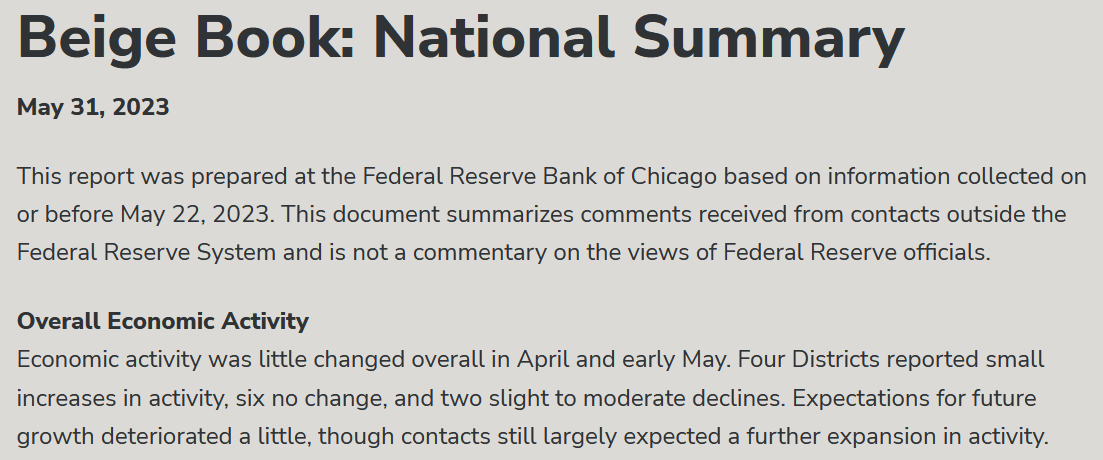 Beige Book: National Summary
May 31, 2023
This report was prepared at the Federal Reserve Bank of Chicago based on information collected on
or before May 22, 2023. This document summarizes comments received from contacts outside the
Federal Reserve System and is not a commentary on the views of Federal Reserve officials.
Overall Economic Activity
Economic activity was little changed overall in April and early May. Four Districts reported small
increases in activity, six no change, and two slight to moderate declines. Expectations for future
growth deteriorated a little, though contacts still largely expected a further expansion in activity.